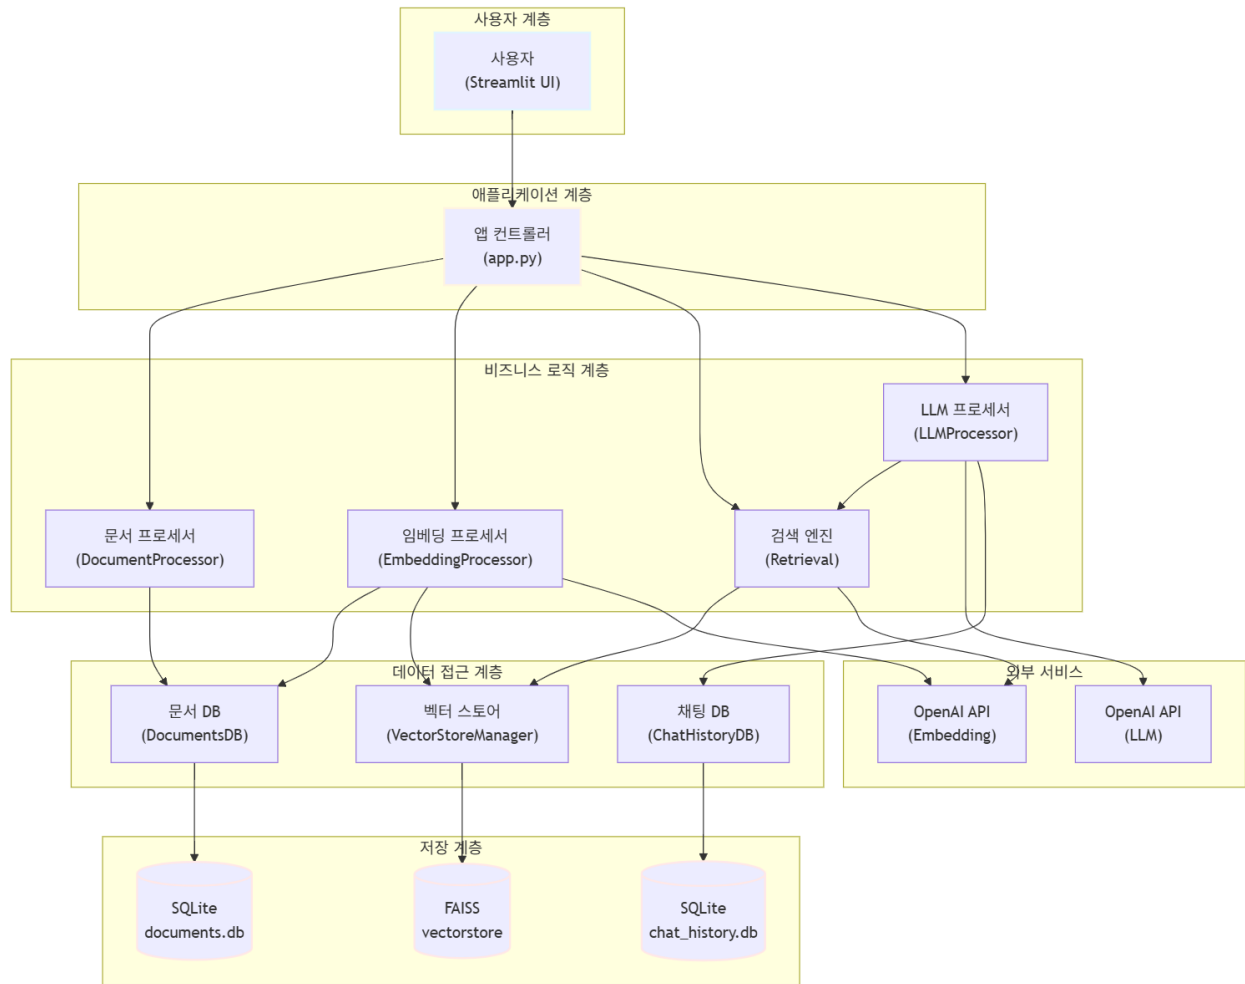 사용자 계층
사용자
(Streamlit UI)
애플리케이션 계층
앱 컨트롤러
(app.py)
비즈니스 로직 계층
LLM 프로세서
(LLMProcessor)
문서 프로세서
(DocumentProcessor)
임베딩 프로세서
(EmbeddingProcessor)
검색 엔진
(Retrieval)
데이터 접근 계층
문서 DB
(DocumentsDB)
벡터 스토어
(VectorStoreManager)
채팅 DB
(ChatHistoryDB)
외부 서비스
OpenAI API
(Embedding)
OpenAI API
(LLM)
저장 계층
SQLite
documents.db
FAISS
vectorstore
SQLite
chat_history.db